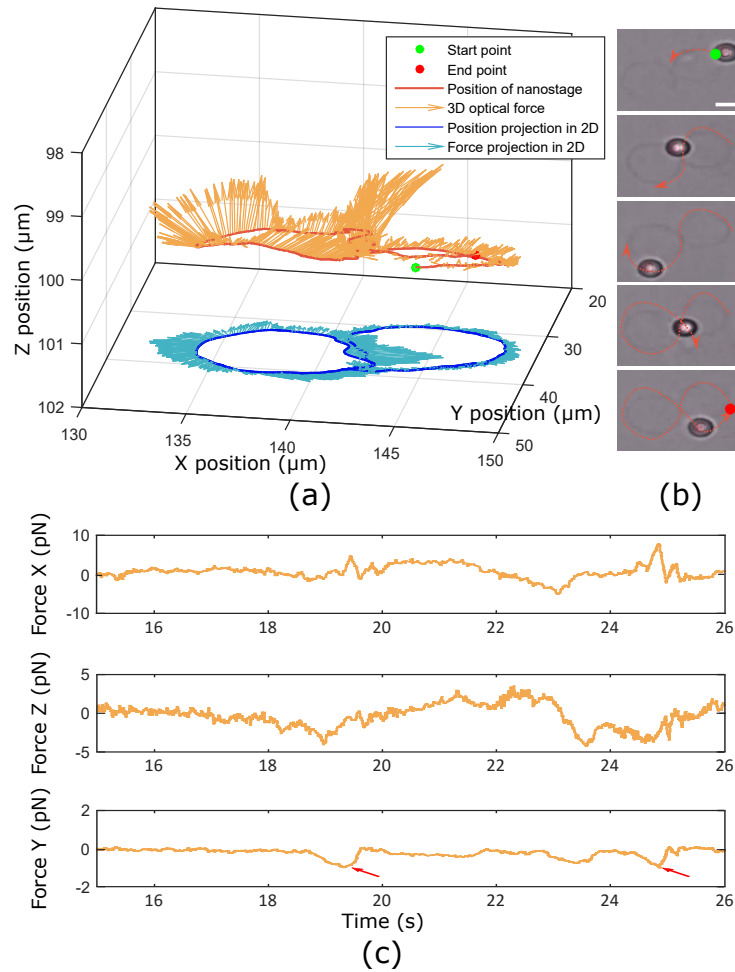 Start point
End point
Position of nanostage
3D optical force
Position projection in 2D
Force projection in 2D
98
99
100
101
102
Z position (μm)
130
135
140
145
150
X position (μm)
20
30
40
50
Y position (μm)
(a)
(b)
10
0
-10
Force X (pN)
16 18 20 22 24 26
5
0
-5
Force Z (pN)
16 18 20 22 24 26
2
0
-2
Force Y (pN)
16 18 20 22 24 26
Time (s)
(c)